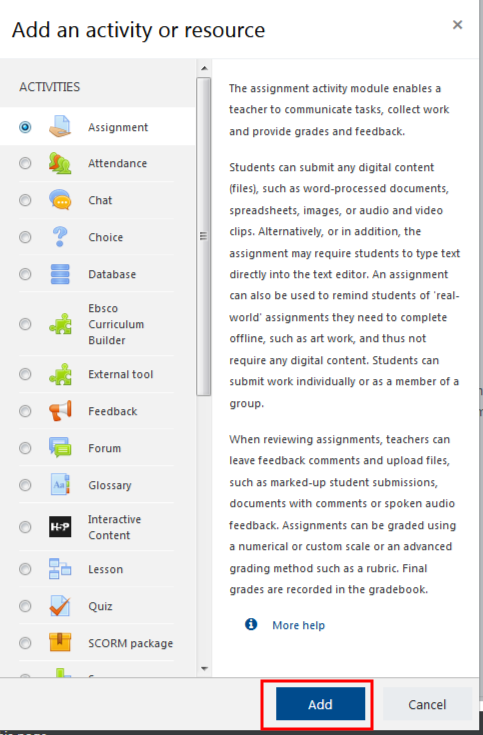 Add an activity or resource
×
ACTIVITIES
Assignment
Attendance
Chat
Choice
Database
Ebsco
Curriculum
Builder
External tool
Feedback
Forum
Glossary
Interactive
Content
Lesson
Quiz
SCORM package
The assignment activity module enables a
teacher to communicate tasks, collect work
and provide grades and feedback.
Students can submit any digital content
(files), such as word-processed documents,
spreadsheets, images, or audio and video
clips. Alternatively, or in addition, the
assignment may require students to type text
directly into the text editor. An assignment
can also be used to remind students of 'real-
world' assignments they need to complete
offline, such as art work, and thus not
require any digital content. Students can
submit work individually or as a member of a
group.
When reviewing assignments, teachers can
leave feedback comments and upload files,
such as marked-up student submissions,
documents with comments or spoken audio
feedback. Assignments can be graded using
a numerical or custom scale or an advanced
grading method such as a rubric. Final
grades are recorded in the gradebook.
More help
Add
Cancel